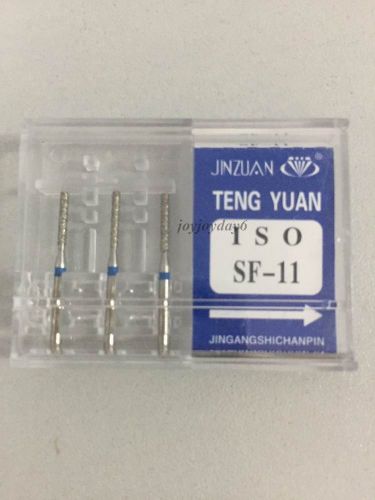 JINZUAN
TENG YUAN
joyjoyday6
ISO
SF-11
JINGANGSHICHANPIN